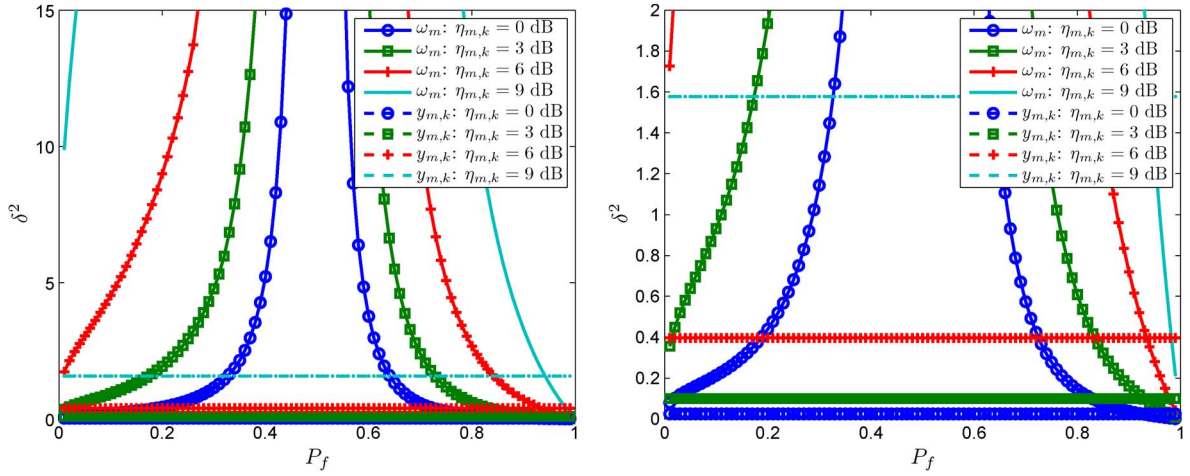 15
10
5
0
δ²
0
0.2
0.4
0.6
0.8
1
P_f
ω_m: η_{m,k} = 0 dB
ω_m: η_{m,k} = 3 dB
ω_m: η_{m,k} = 6 dB
ω_m: η_{m,k} = 9 dB
y_{m,k}: η_{m,k} = 0 dB
y_{m,k}: η_{m,k} = 3 dB
y_{m,k}: η_{m,k} = 6 dB
y_{m,k}: η_{m,k} = 9 dB
2
1.8
1.6
1.4
1.2
1
0.8
0.6
0.4
0.2
0
δ²
0
0.2
0.4
0.6
0.8
1
P_f
ω_m: η_{m,k} = 0 dB
ω_m: η_{m,k} = 3 dB
ω_m: η_{m,k} = 6 dB
ω_m: η_{m,k} = 9 dB
y_{m,k}: η_{m,k} = 0 dB
y_{m,k}: η_{m,k} = 3 dB
y_{m,k}: η_{m,k} = 6 dB
y_{m,k}: η_{m,k} = 9 dB